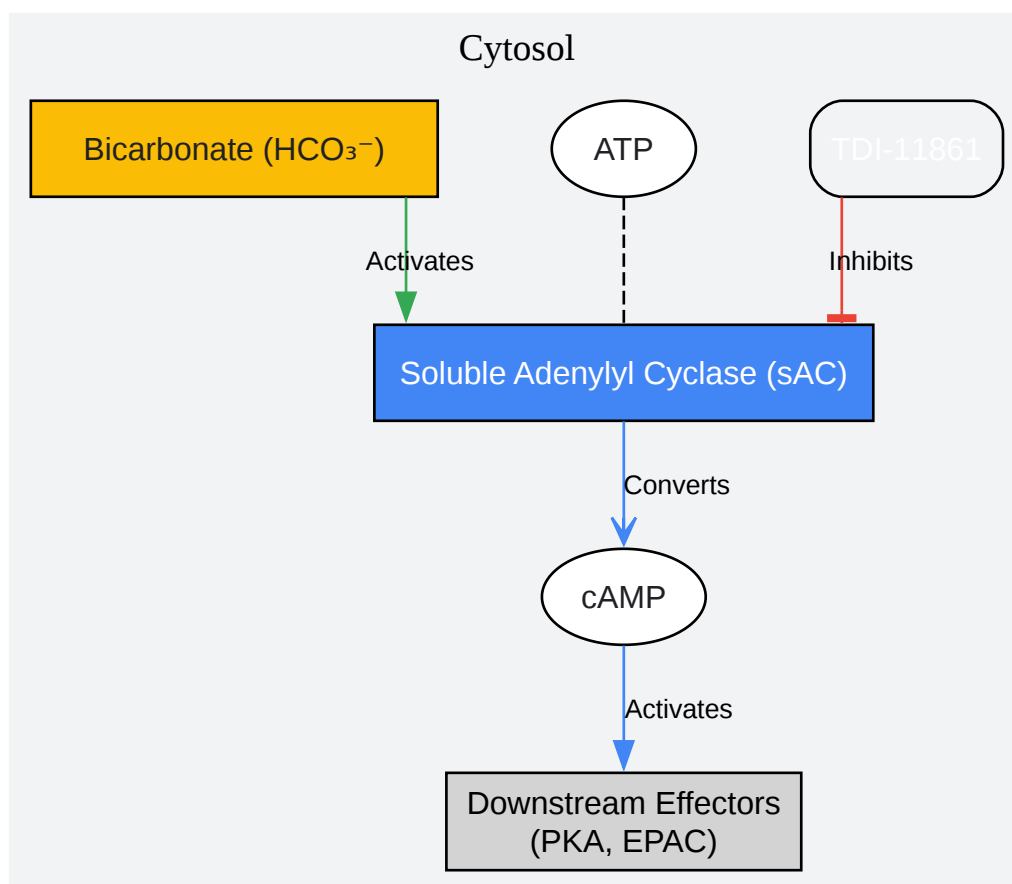 Cytosol
Bicarbonate (HCO₃⁻)
ATP
TDI-11861
Activates
Inhibits
Soluble Adenylyl Cyclase (sAC)
Converts
cAMP
Activates
Downstream Effectors
(PKA, EPAC)